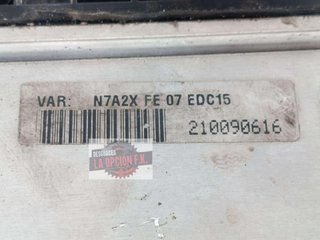 VAR: N7A2X FE 07 EDC15
210090616
DESGUACES
LA OPCION F.N.